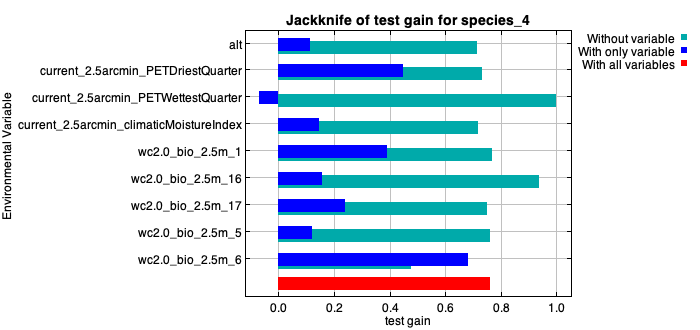 Jackknife of test gain for species_4
Environmental Variable
alt
current_2.5arcmin_PETDriestQuarter
current_2.5arcmin_PETWettestQuarter
current_2.5arcmin_climaticMoistureIndex
wc2.0_bio_2.5m_1
wc2.0_bio_2.5m_16
wc2.0_bio_2.5m_17
wc2.0_bio_2.5m_5
wc2.0_bio_2.5m_6
0.0 0.2 0.4 0.6 0.8 1.0
test gain
Without variable
With only variable
With all variables